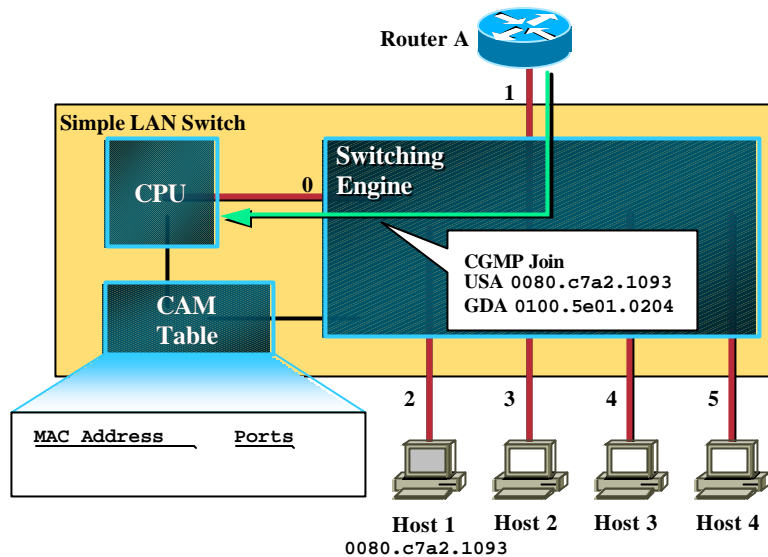 Router A
1
Simple LAN Switch
Switching
Engine
CPU
0
CGMP Join
USA 0080.c7a2.1093
GDA 0100.5e01.0204
CAM
Table
2
3
4
5
MAC Address Ports
Host 1
Host 2
Host 3
Host 4
0080.c7a2.1093